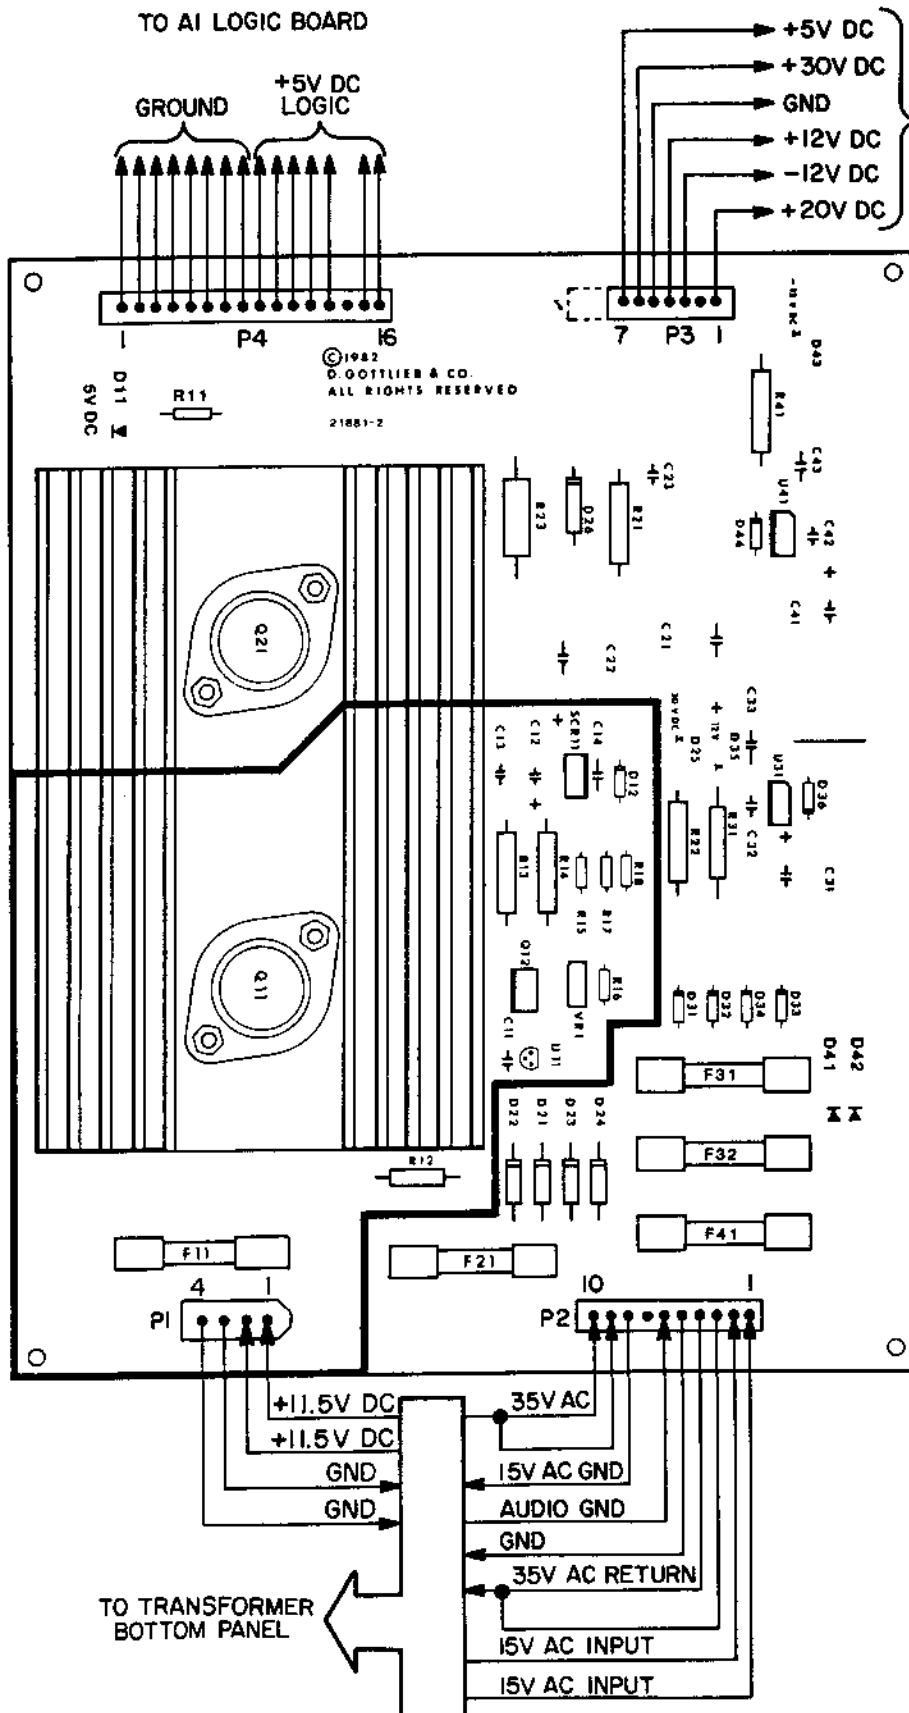 TO A1 LOGIC BOARD
GROUND
+5V DC
LOGIC
+5V DC
+30V DC
GND
+12V DC
-12V DC
+20V DC
1
P4
16
7
P3
1
©1982
D. GOTTLIEB & CO.
ALL RIGHTS RESERVED
21881-2
D11
5V DC
R11
D43
R41
C43
U41
D44
C42
C41
R23
D26
R21
C23
Q21
C22
C21
C33
12V
D35
D25
C13
C12
SCR11
C14
D12
U31
D36
R22
R31
C32
C31
R13
R14
R15
R17
R18
Q11
Q12
VR1
R16
C11
U11
D31
D32
D34
D33
D41
D42
F31
D22
D21
D23
D24
F32
R12
F41
F11
F21
4
1
P1
10
1
P2
+11.5V DC
+11.5V DC
GND
GND
35V AC
15V AC GND
AUDIO GND
GND
35V AC RETURN
15V AC INPUT
15V AC INPUT
TO TRANSFORMER
BOTTOM PANEL